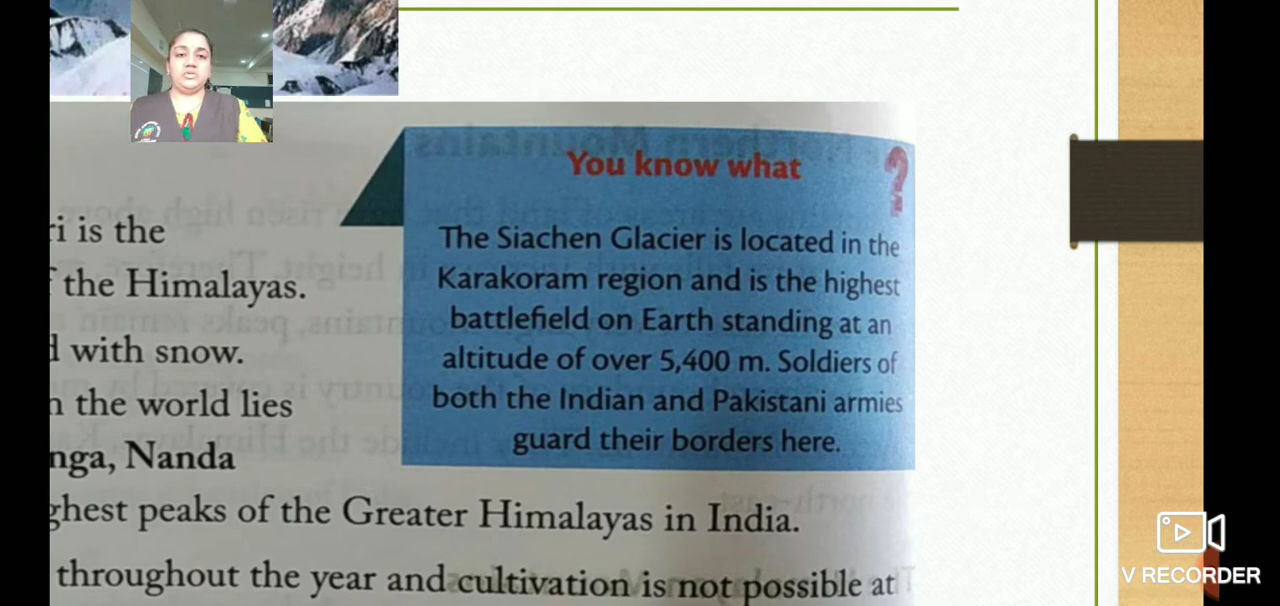 You know what ?
The Siachen Glacier is located in the
Karakoram region and is the highest
battlefield on Earth standing at an
altitude of over 5,400 m. Soldiers of
both the Indian and Pakistani armies
guard their borders here.
is the
the Himalayas.
with snow.
the world lies
Nanda
peaks of the Greater Himalayas in India.
throughout the year and cultivation is not possible at
V RECORDER